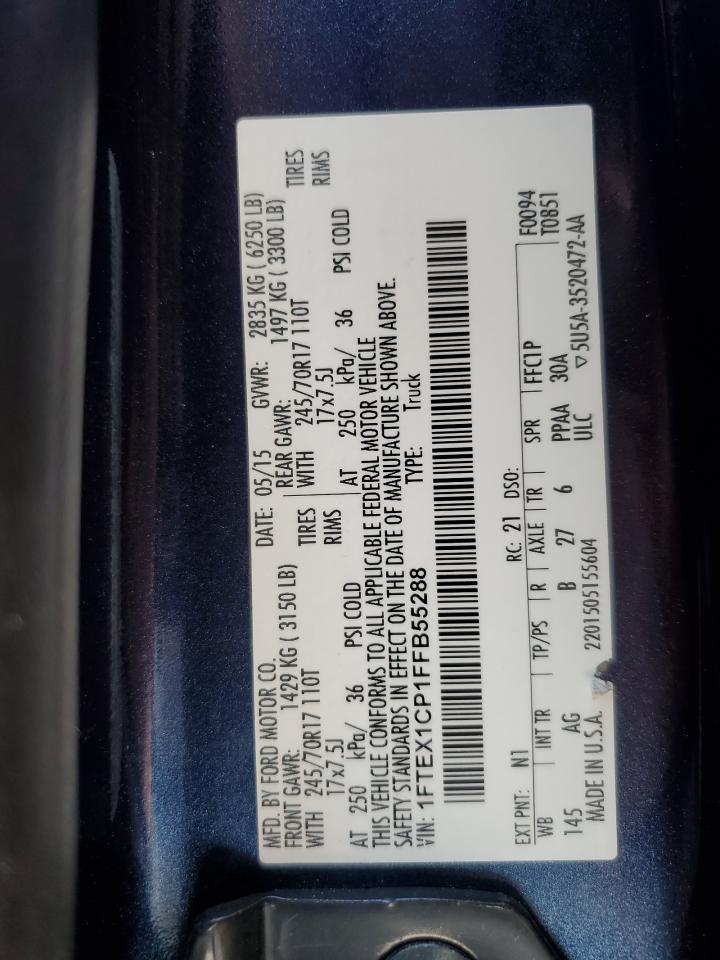 MFD. BY FORD MOTOR CO.
DATE: 05/15 GVWR: 2835 KG ( 6250 LB)
FRONT GAWR: 1429 KG ( 3150 LB)
REAR GAWR: 1497 KG ( 3300 LB)
WITH 245/70R17 110T TIRES
WITH 245/70R17 110T TIRES
17x7.5J RIMS
17x7.5J RIMS
AT 250 kPa/ 36 PSI COLD
AT 250 kPa/ 36 PSI COLD
THIS VEHICLE CONFORMS TO ALL APPLICABLE FEDERAL MOTOR VEHICLE
SAFETY STANDARDS IN EFFECT ON THE DATE OF MANUFACTURE SHOWN ABOVE.
VIN: 1FTEX1CP1FFB55288 TYPE: Truck
EXT PNT: N1 RC: 21 DSO: F0094
WB INT TR TP/PS R AXLE TR SPR FFC1P T0851
145 AG B 27 6 PPAA 30A
MADE IN U.S.A. 2201505155604 ULC ▽5U5A-3520472-AA